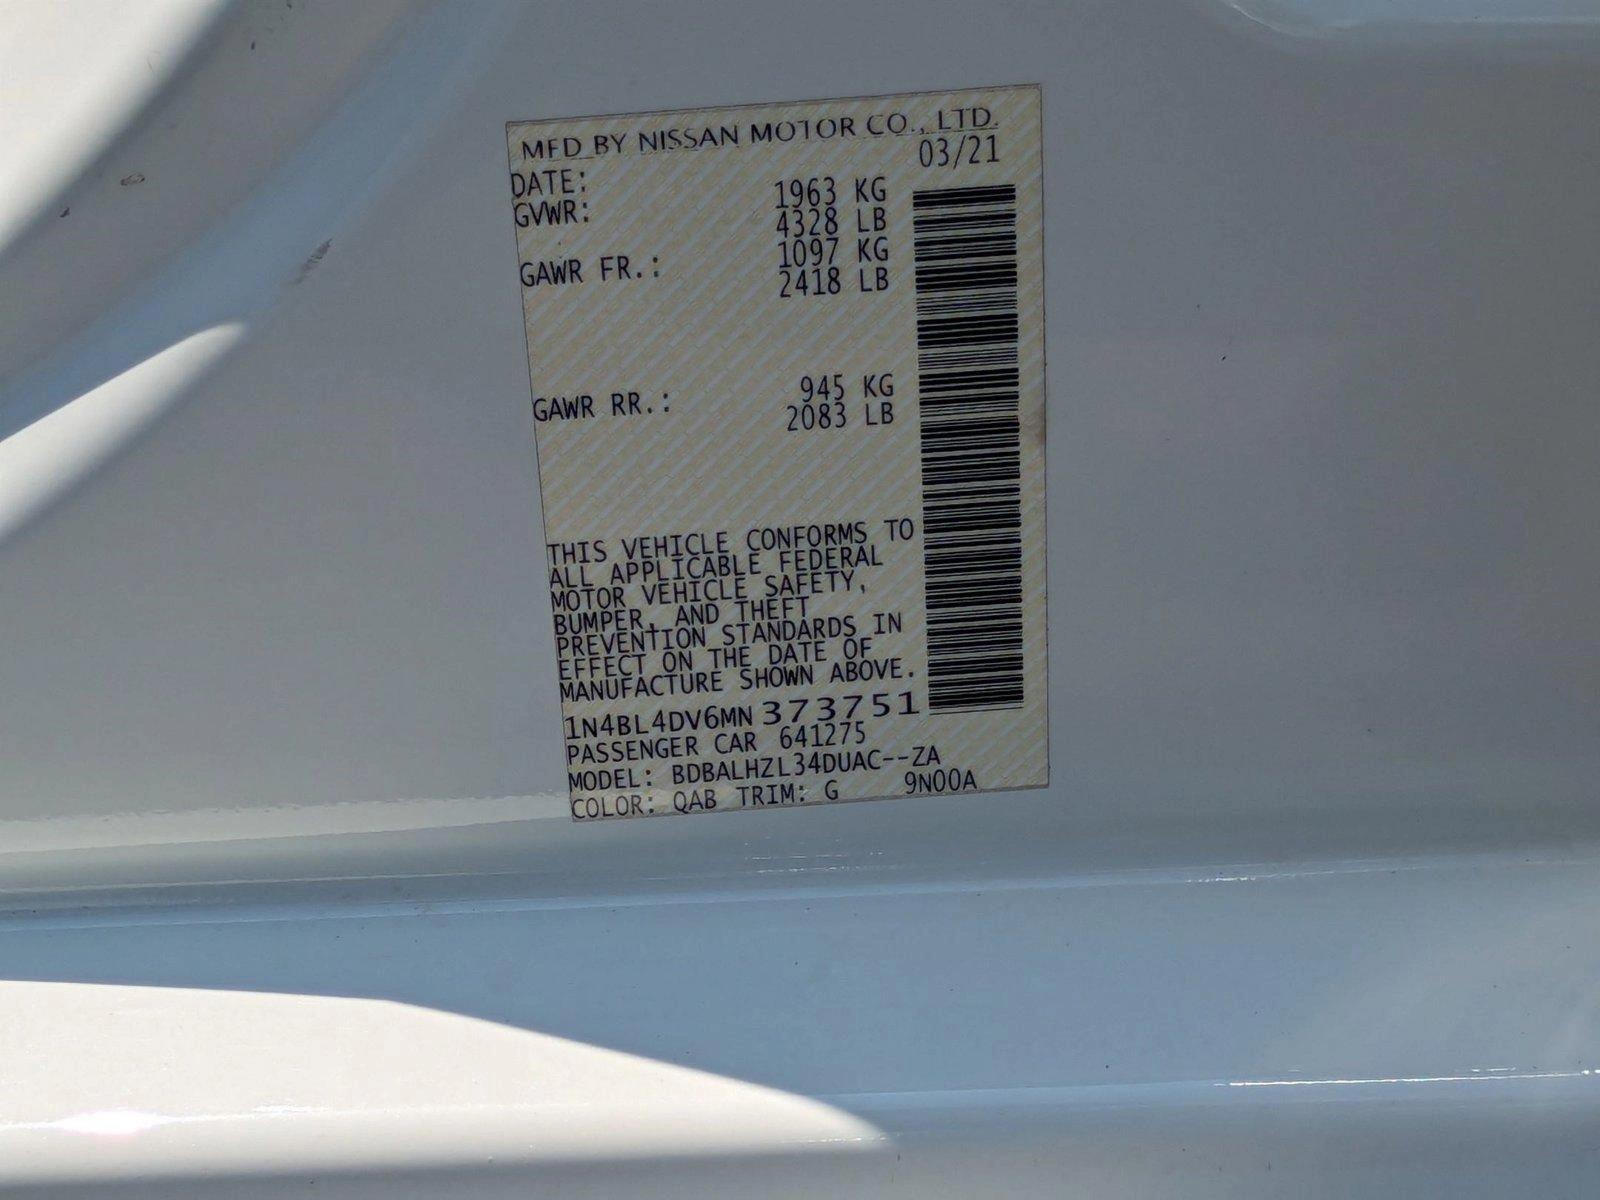 MFD BY NISSAN MOTOR CO., LTD.
DATE: 03/21
GVWR: 1963 KG
4328 LB
GAWR FR.: 1097 KG
2418 LB
GAWR RR.: 945 KG
2083 LB
THIS VEHICLE CONFORMS TO
ALL APPLICABLE FEDERAL
MOTOR VEHICLE SAFETY,
BUMPER, AND THEFT
PREVENTION STANDARDS IN
EFFECT ON THE DATE OF
MANUFACTURE SHOWN ABOVE.
1N4BL4DV6MN373751
PASSENGER CAR 641275
MODEL: BDBALHZL34DUAC--ZA
COLOR: QAB TRIM: G 9N00A